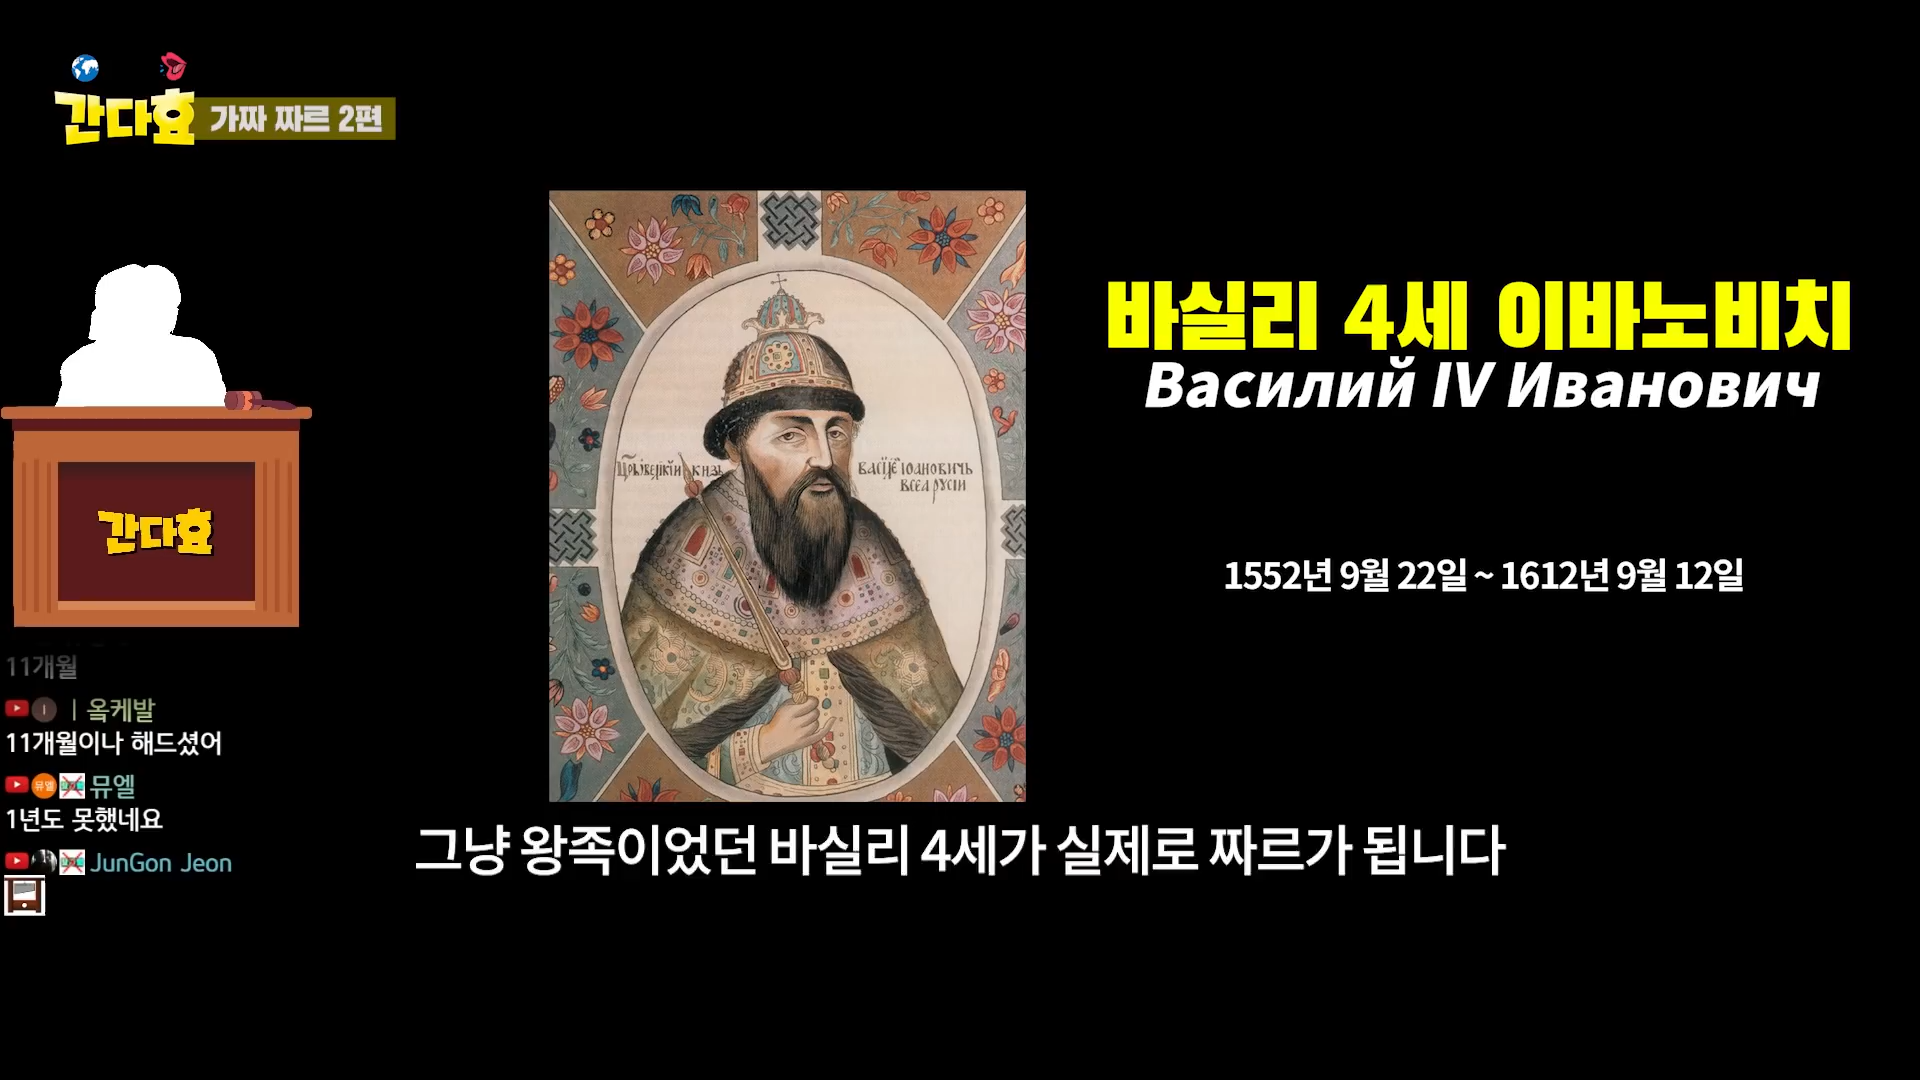 간다효 가짜 짜르 2편
바실리 4세 이바노비치
Василий IV Иванович
1552년 9월 22일 ~ 1612년 9월 12일
간다효
11개월
ㅣ옼케발
11개월이나 해드셨어
뮤엘 뮤엘
1년도 못했네요
JunGon Jeon
그냥 왕족이었던 바실리 4세가 실제로 짜르가 됩니다